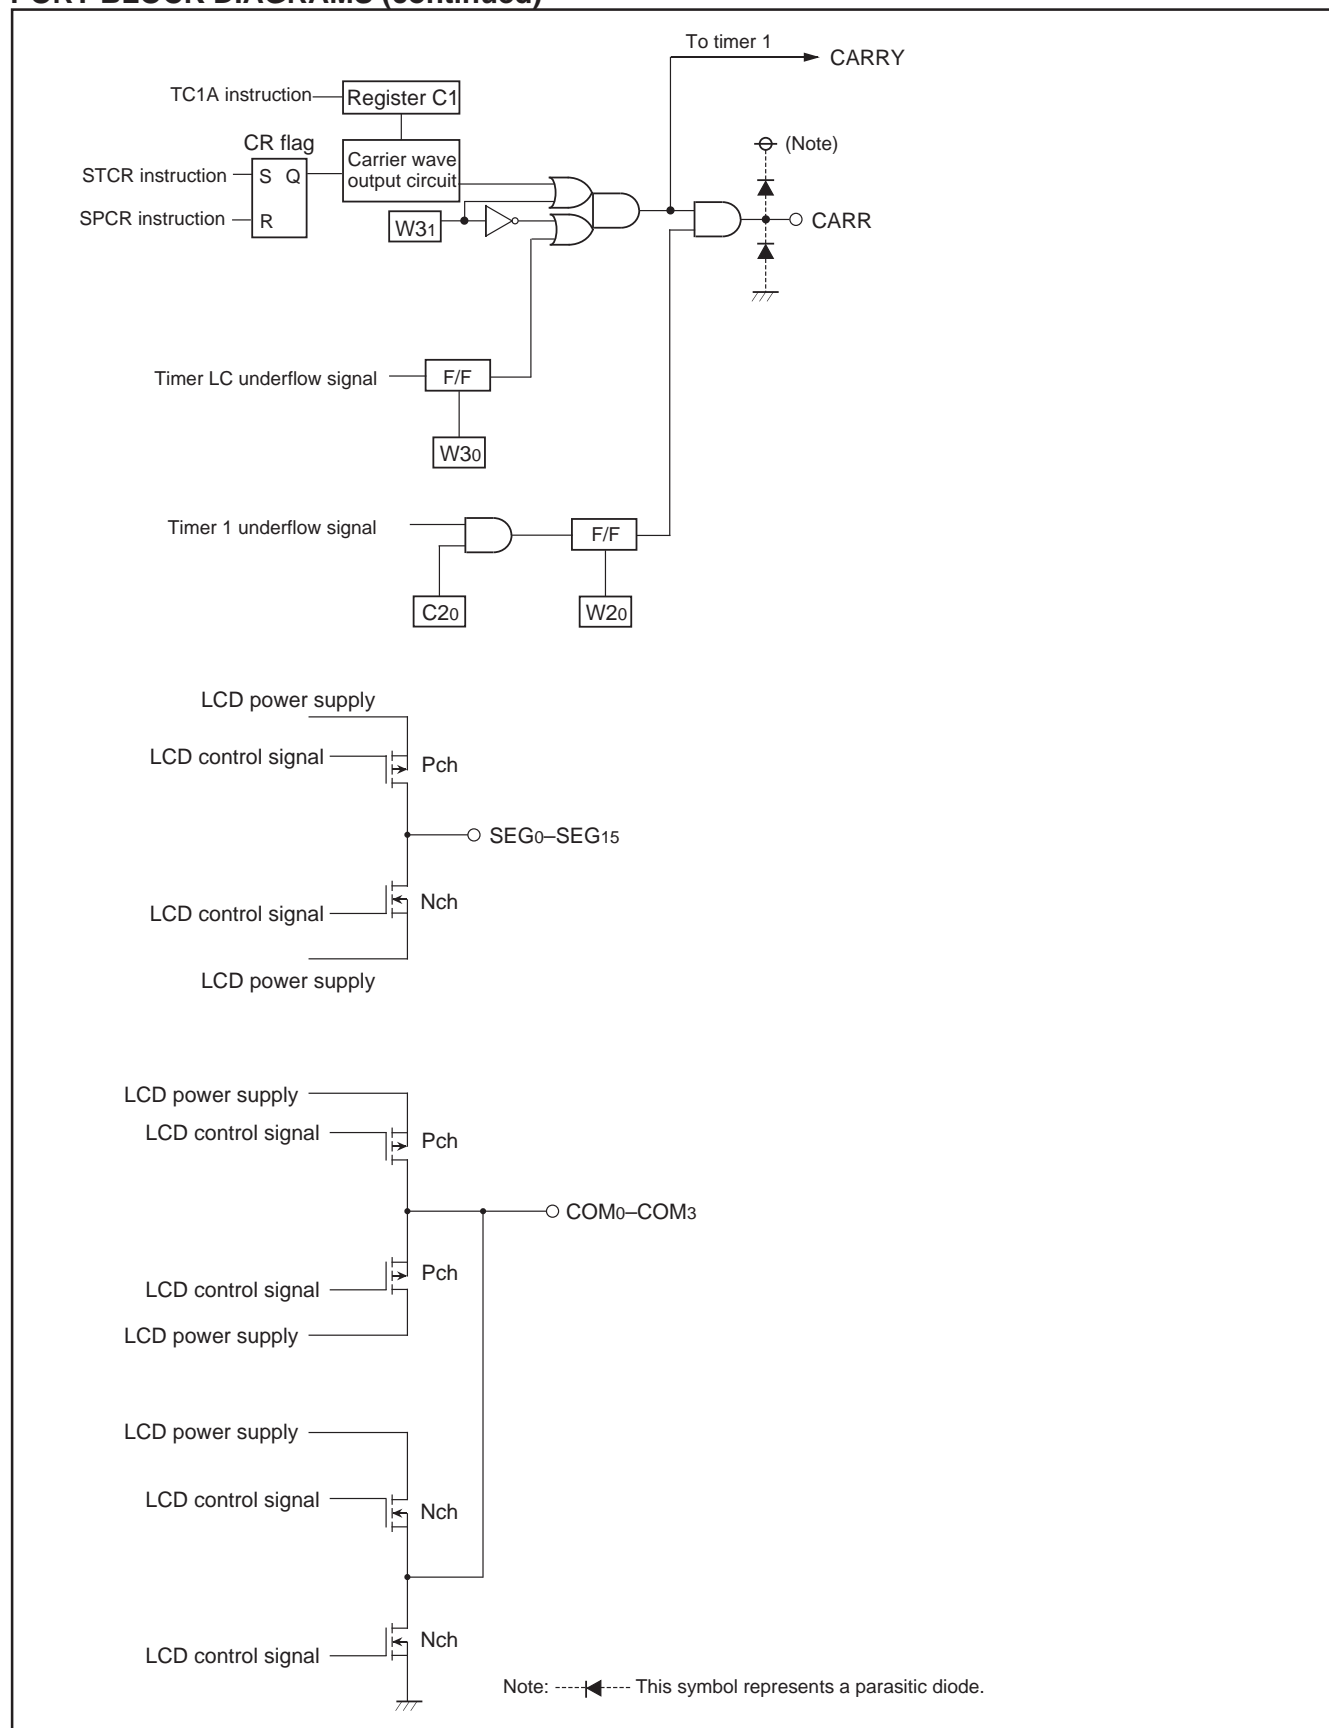 PORT BLOCK DIAGRAMS (continued)
To timer 1
CARRY
TC1A instruction
Register C1
CR flag
(Note)
Carrier wave
output circuit
STCR instruction
S Q
SPCR instruction
R
W31
CARR
Timer LC underflow signal
F/F
W30
Timer 1 underflow signal
F/F
C20
W20
LCD power supply
LCD control signal
Pch
SEG0–SEG15
Nch
LCD control signal
LCD power supply
LCD power supply
LCD control signal
Pch
COM0–COM3
Pch
LCD control signal
LCD power supply
LCD power supply
LCD control signal
Nch
Nch
LCD control signal
Note: This symbol represents a parasitic diode.